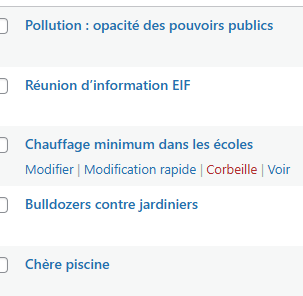 Pollution : opacité des pouvoirs publics
Réunion d’information EIF
Chauffage minimum dans les écoles
Modifier | Modification rapide | Corbeille | Voir
Bulldozers contre jardiniers
Chère piscine